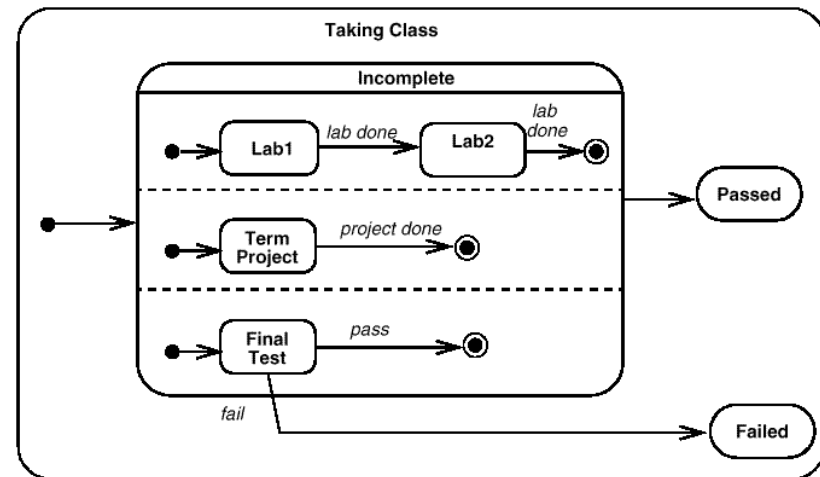 Taking Class
Incomplete
Lab1
lab done
Lab2
lab
done
Passed
Term
Project
project done
Final
Test
pass
fail
Failed